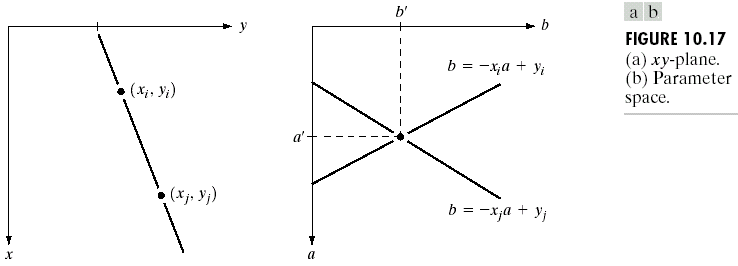 y
(xᵢ, yᵢ)
(xⱼ, yⱼ)
x
b′
b
b = −xᵢa + yᵢ
a′
b = −xⱼa + yⱼ
a
a b
FIGURE 10.17
(a) xy-plane.
(b) Parameter
space.